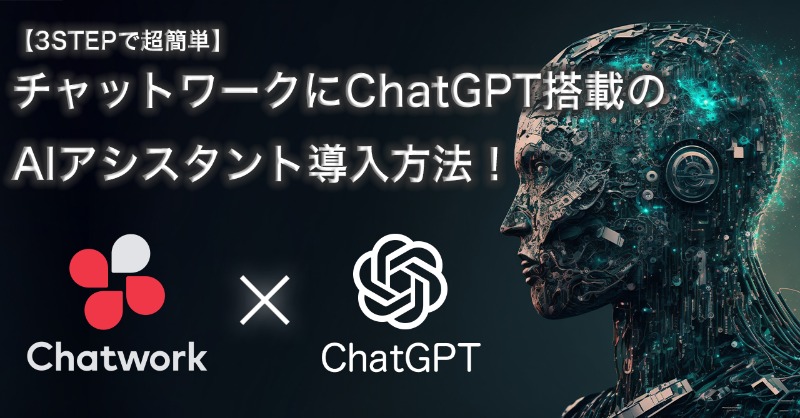 【3STEPで超簡単】
チャットワークにChatGPT搭載の
AIアシスタント導入方法！
Chatwork
×
ChatGPT